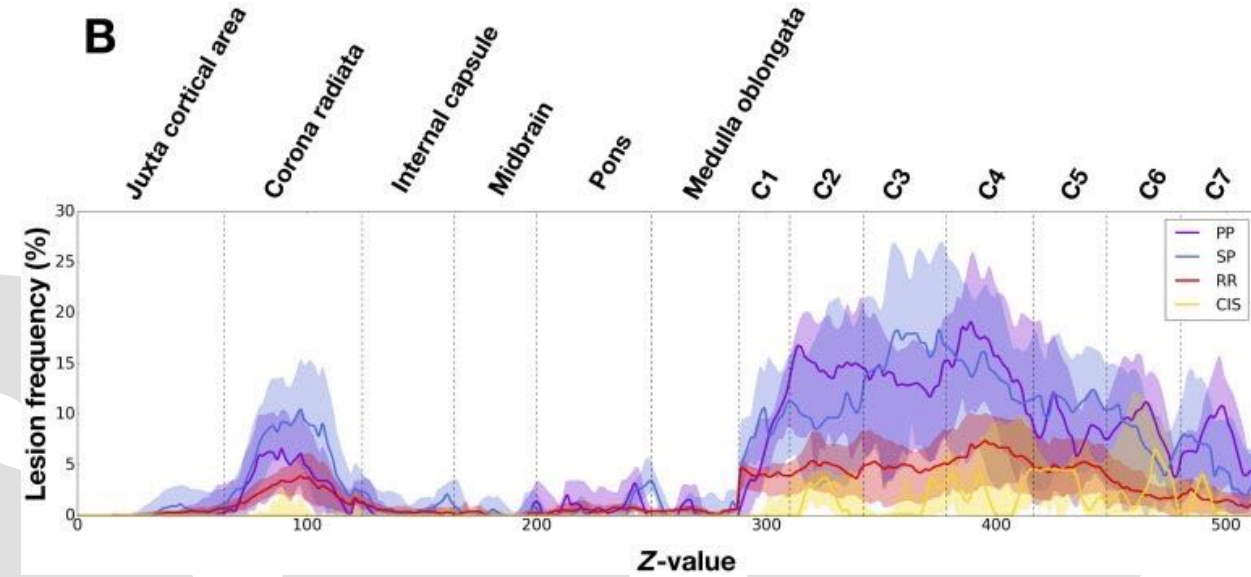 B
Juxta cortical area
Corona radiata
Internal capsule
Midbrain
Pons
Medulla oblongata
C1
C2
C3
C4
C5
C6
C7
Lesion frequency (%)
30
25
20
15
10
5
0
0 100 200 300 400 500
Z-value
PP
SP
RR
CIS